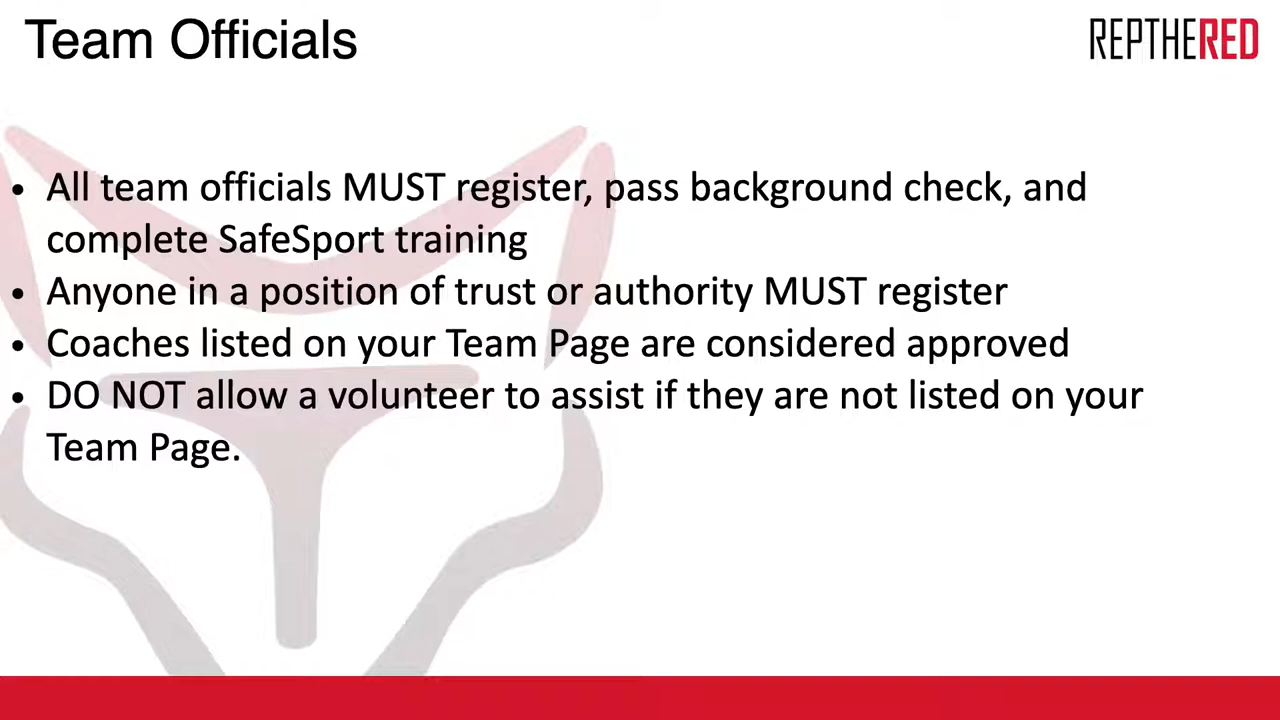 Team Officials
REPTHERED
• All team officials MUST register, pass background check, and
complete SafeSport training
• Anyone in a position of trust or authority MUST register
• Coaches listed on your Team Page are considered approved
• DO NOT allow a volunteer to assist if they are not listed on your
Team Page.